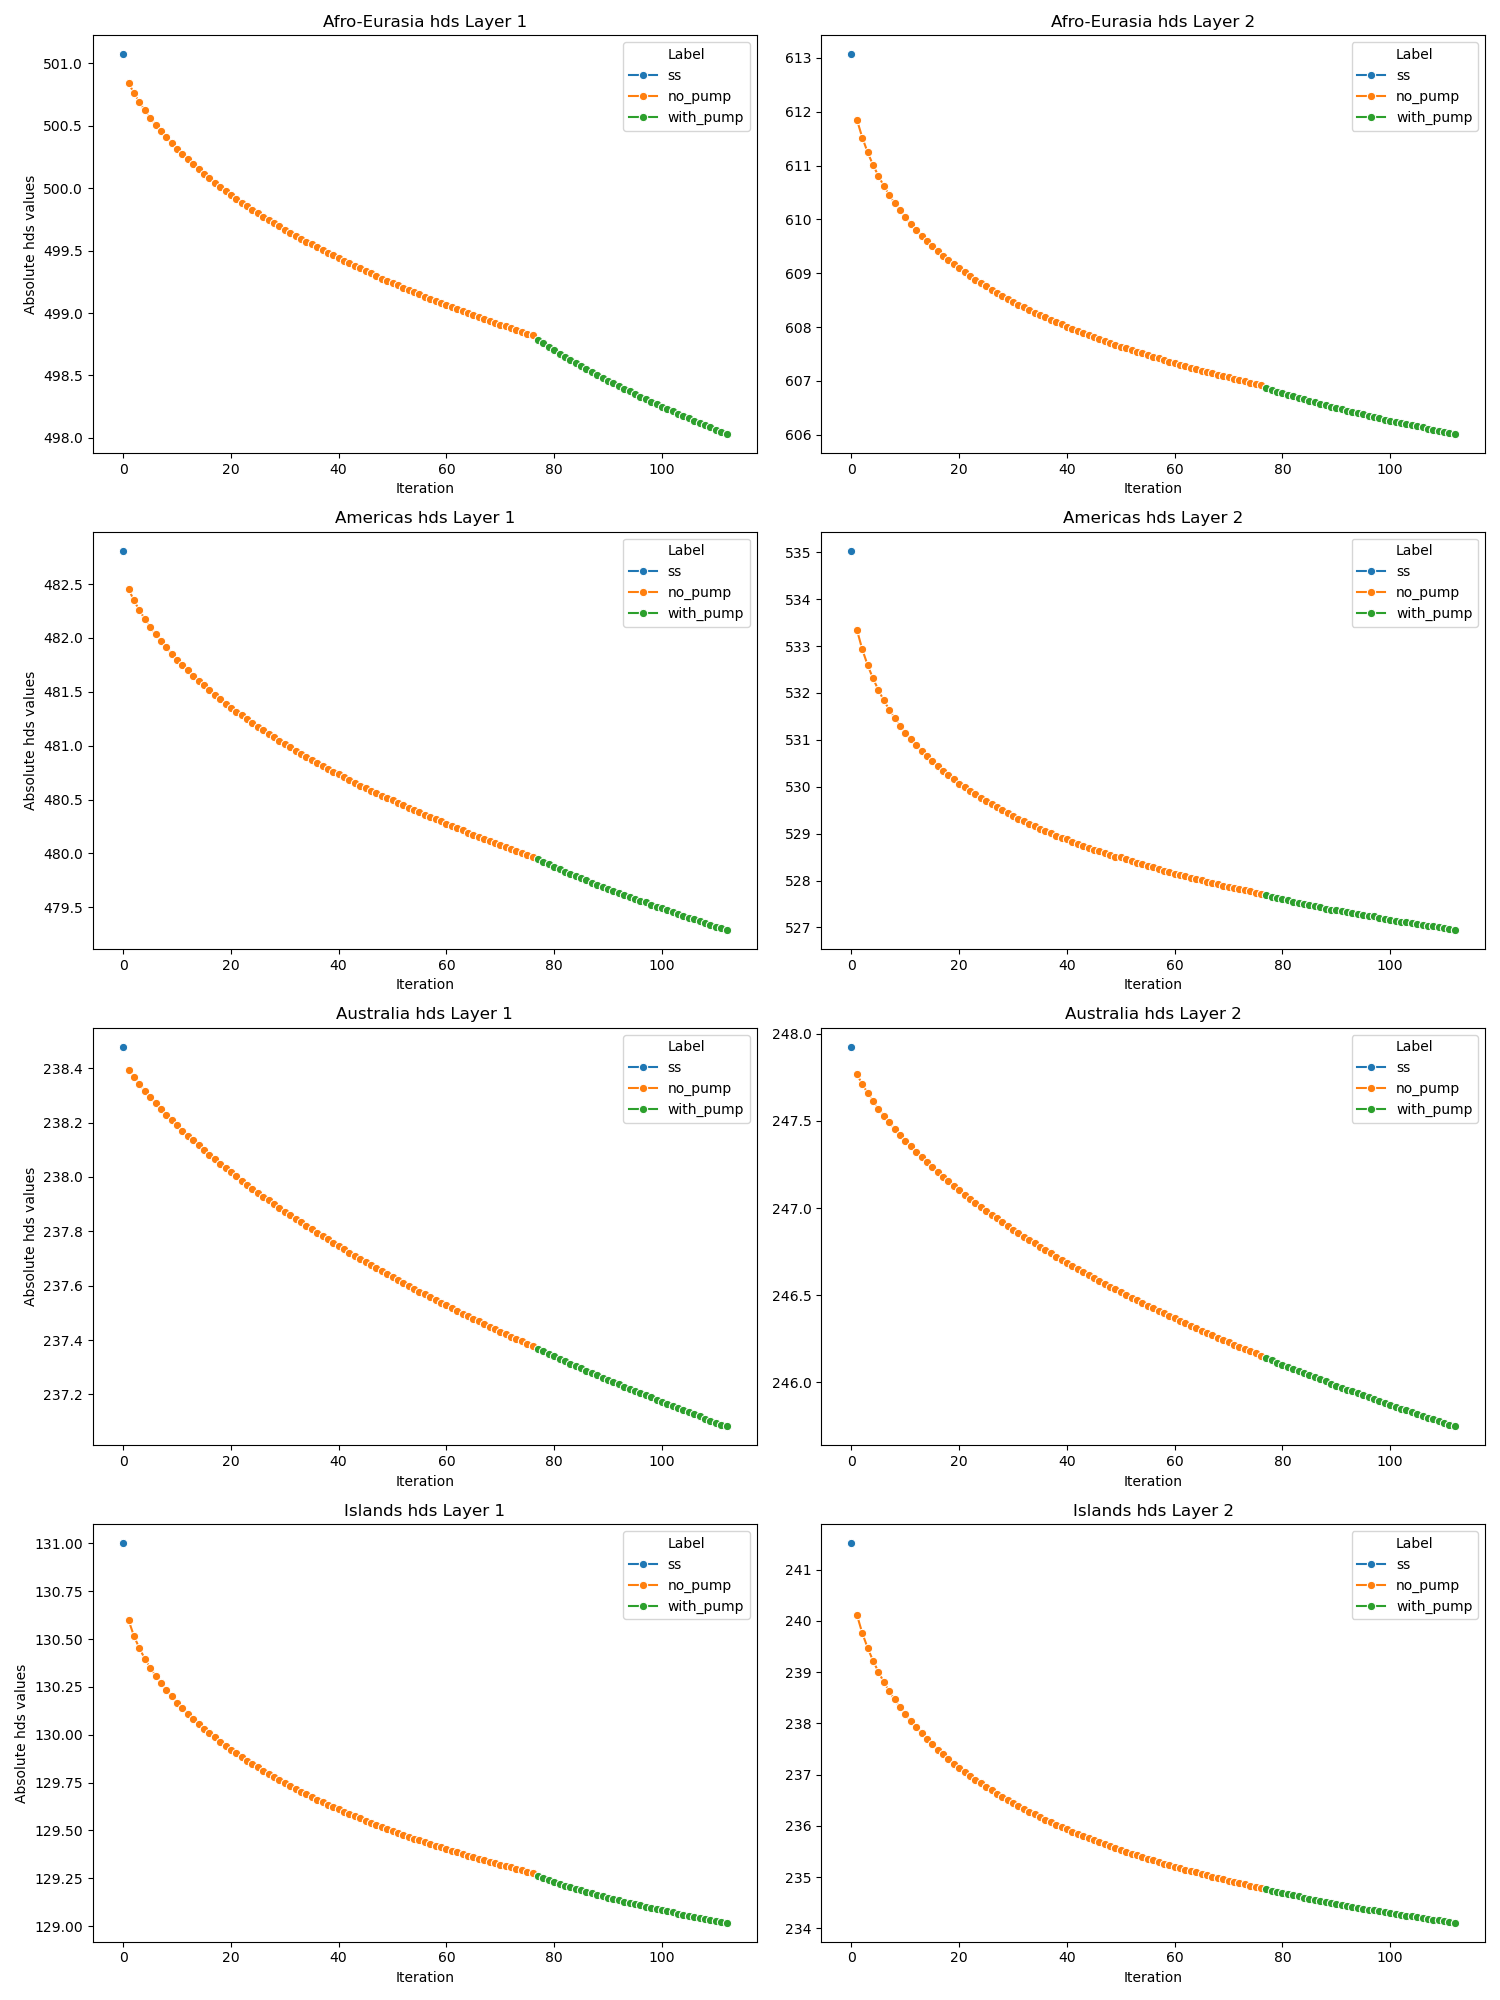 Afro-Eurasia hds Layer 1
Absolute hds values
501.0
500.5
500.0
499.5
499.0
498.5
498.0
0 20 40 60 80 100
Iteration
Label
ss
no_pump
with_pump
Afro-Eurasia hds Layer 2
613
612
611
610
609
608
607
606
0 20 40 60 80 100
Iteration
Label
ss
no_pump
with_pump
Americas hds Layer 1
Absolute hds values
482.5
482.0
481.5
481.0
480.5
480.0
479.5
0 20 40 60 80 100
Iteration
Label
ss
no_pump
with_pump
Americas hds Layer 2
535
534
533
532
531
530
529
528
527
0 20 40 60 80 100
Iteration
Label
ss
no_pump
with_pump
Australia hds Layer 1
Absolute hds values
238.4
238.2
238.0
237.8
237.6
237.4
237.2
0 20 40 60 80 100
Iteration
Label
ss
no_pump
with_pump
Australia hds Layer 2
248.0
247.5
247.0
246.5
246.0
0 20 40 60 80 100
Iteration
Label
ss
no_pump
with_pump
Islands hds Layer 1
Absolute hds values
131.00
130.75
130.50
130.25
130.00
129.75
129.50
129.25
129.00
0 20 40 60 80 100
Iteration
Label
ss
no_pump
with_pump
Islands hds Layer 2
241
240
239
238
237
236
235
234
0 20 40 60 80 100
Iteration
Label
ss
no_pump
with_pump